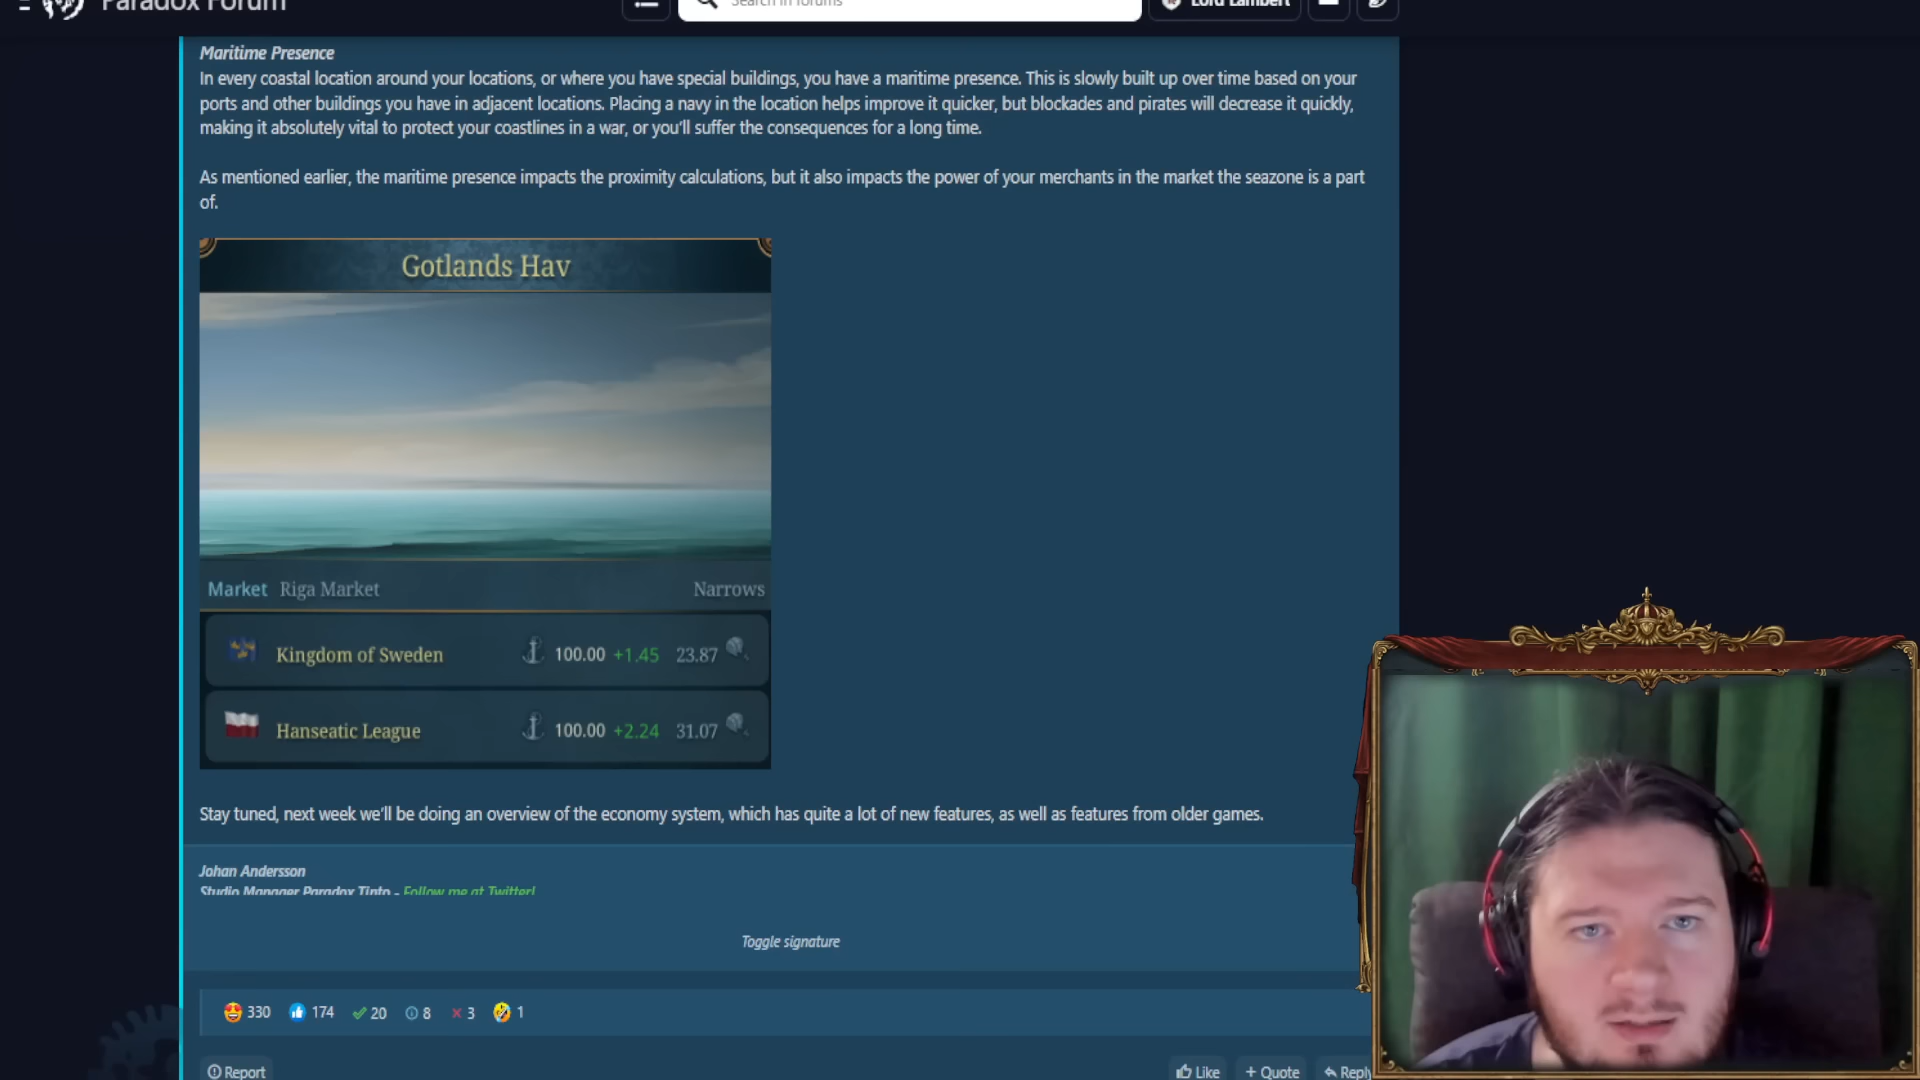 Paradox Forum
Search in forums
Lord Lambert
Maritime Presence
In every coastal location around your locations, or where you have special buildings, you have a maritime presence. This is slowly built up over time based on your
ports and other buildings you have in adjacent locations. Placing a navy in the location helps improve it quicker, but blockades and pirates will decrease it quickly,
making it absolutely vital to protect your coastlines in a war, or you'll suffer the consequences for a long time.
As mentioned earlier, the maritime presence impacts the proximity calculations, but it also impacts the power of your merchants in the market the seazone is a part
of.
Gotlands Hav
Market Riga Market Narrows
Kingdom of Sweden 100.00 +1.45 23.87
Hanseatic League 100.00 +2.24 31.07
Stay tuned, next week we'll be doing an overview of the economy system, which has quite a lot of new features, as well as features from older games.
Johan Andersson
Studio Manager Paradox Tinto - Follow me at Twitter!
Toggle signature
330 174 20 8 3 1
Report Like + Quote Reply